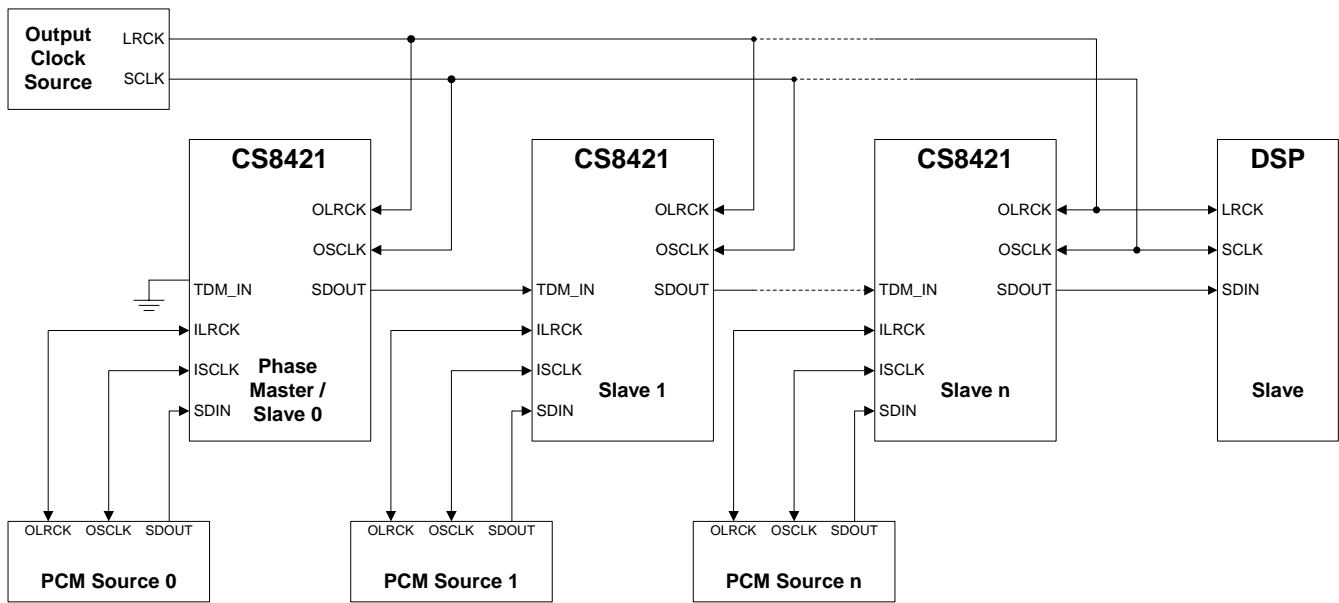 Output
Clock
Source
LRCK
SCLK
CS8421
OLRCK
OSCLK
TDM_IN
SDOUT
ILRCK
ISCLK
SDIN
Phase
Master /
Slave 0
CS8421
OLRCK
OSCLK
TDM_IN
SDOUT
ILRCK
ISCLK
SDIN
Slave 1
CS8421
OLRCK
OSCLK
TDM_IN
SDOUT
ILRCK
ISCLK
SDIN
Slave n
DSP
LRCK
SCLK
SDIN
Slave
OLRCK OSCLK SDOUT
PCM Source 0
OLRCK OSCLK SDOUT
PCM Source 1
OLRCK OSCLK SDOUT
PCM Source n